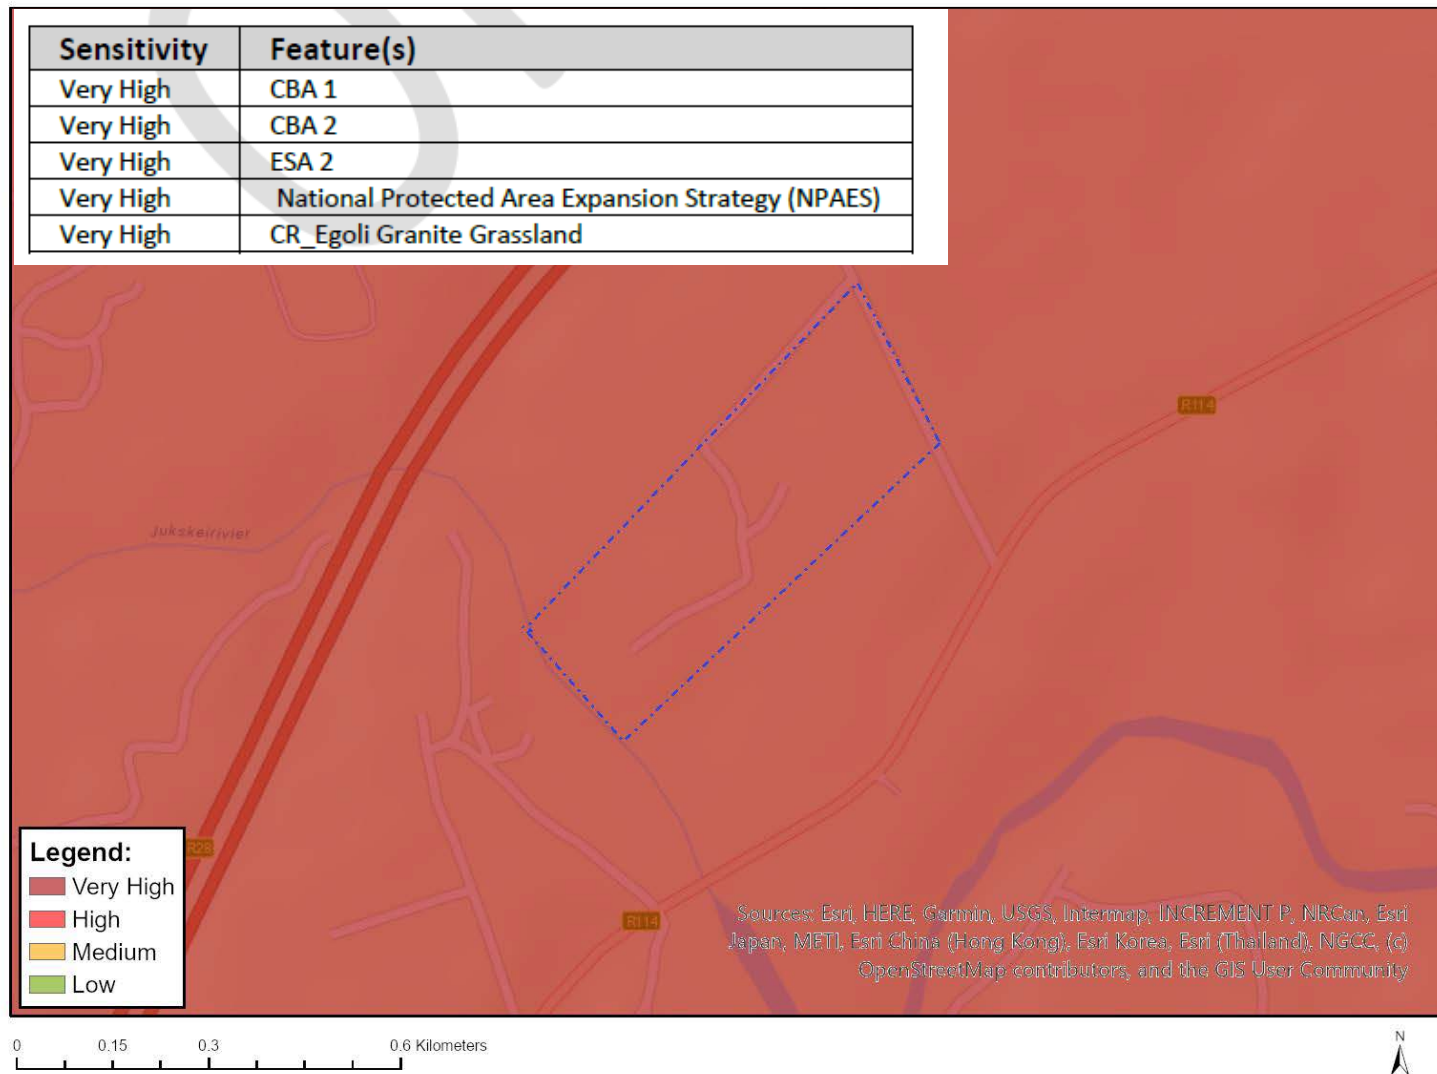 Sensitivity Feature(s)
Very High CBA 1
Very High CBA 2
Very High ESA 2
Very High National Protected Area Expansion Strategy (NPAES)
Very High CR_Egoli Granite Grassland
R114
Jukskeirivier
R28
R114
Legend:
Very High
High
Medium
Low
Sources: Esri, HERE, Garmin, USGS, Intermap, INCREMENT P, NRCan, Esri
Japan, METI, Esri China (Hong Kong), Esri Korea, Esri (Thailand), NGCC, (c)
OpenStreetMap contributors, and the GIS User Community
0 0.15 0.3 0.6 Kilometers
N